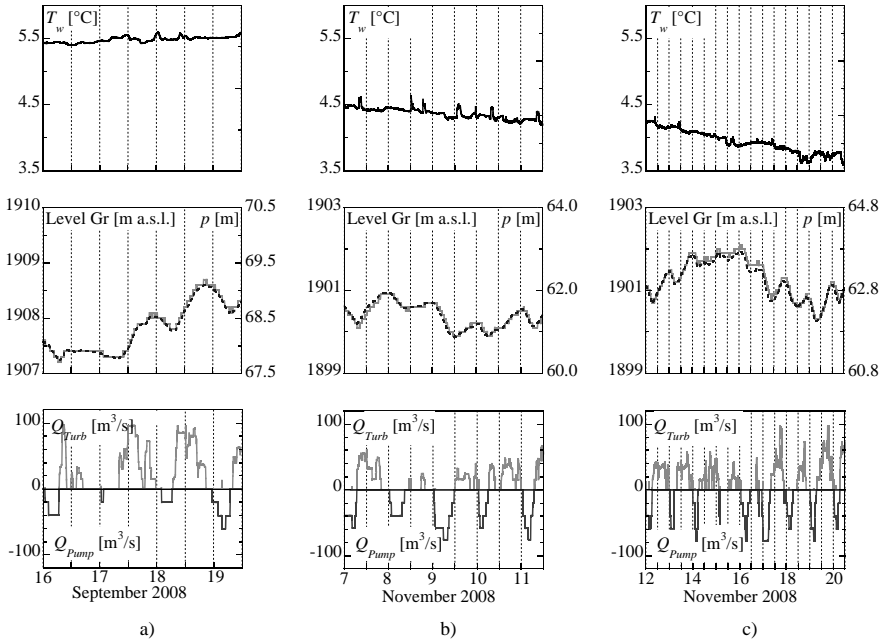 T_w [°C]
5.5
4.5
3.5
T_w [°C]
5.5
4.5
3.5
T_w [°C]
5.5
4.5
3.5
1910
1909
1908
1907
Level Gr [m a.s.l.] p [m]
70.5
69.5
68.5
67.5
1903
1901
1899
Level Gr [m a.s.l.] p [m]
64.0
62.0
60.0
1903
1901
1899
Level Gr [m a.s.l.] p [m]
64.8
62.8
60.8
100
0
-100
Q_Turb [m³/s]
Q_Pump [m³/s]
16 17 18 19
September 2008
100
0
-100
Q_Turb [m³/s]
Q_Pump [m³/s]
7 8 9 10 11
November 2008
100
0
-100
Q_Turb [m³/s]
Q_Pump [m³/s]
12 14 16 18 20
November 2008
a) b) c)